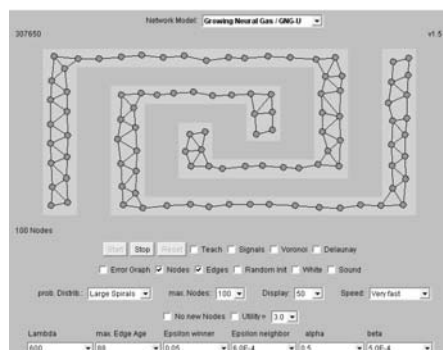 Network Model: Growing Neural Gas / GNG-U
307650 v1.5
100 Nodes
Start Stop Reset Teach Signals Voronoi Delaunay
Error Graph Nodes Edges Random Init White Sound
prob. Distrib.: Large Spirals max. Nodes: 100 Display: 50 Speed: Very fast
No new Nodes Utility = 3.0
Lambda max. Edge Age Epsilon winner Epsilon neighbor alpha beta
600 88 0.05 6.0E-4 0.5 5.0E-4